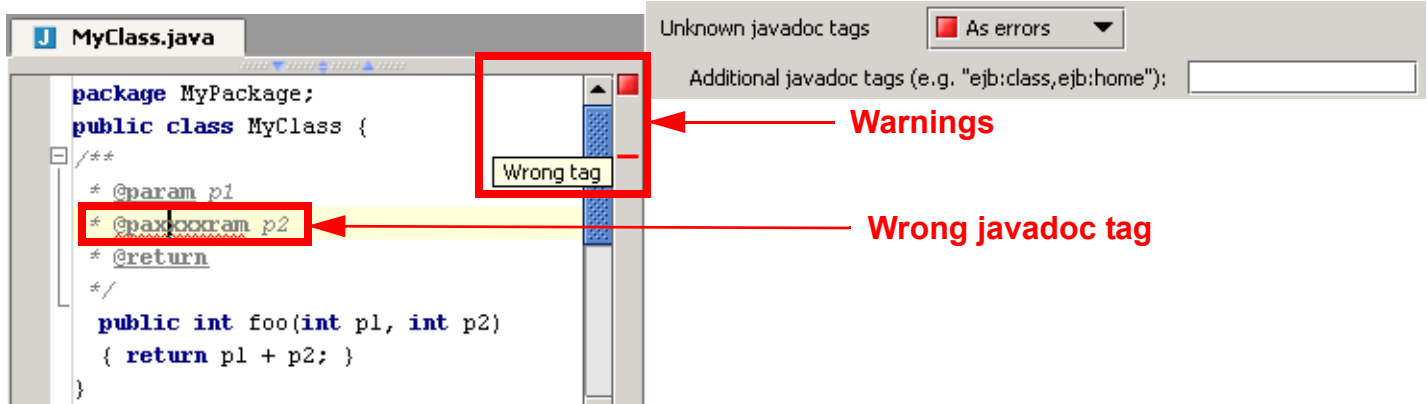 MyClass.java
package MyPackage;
public class MyClass {
/**
* @param p1
* @paxxxxram p2
* @return
*/
public int foo(int p1, int p2)
{ return p1 + p2; }
}
Wrong tag
Unknown javadoc tags As errors
Additional javadoc tags (e.g. "ejb:class,ejb:home"):
Warnings
Wrong javadoc tag